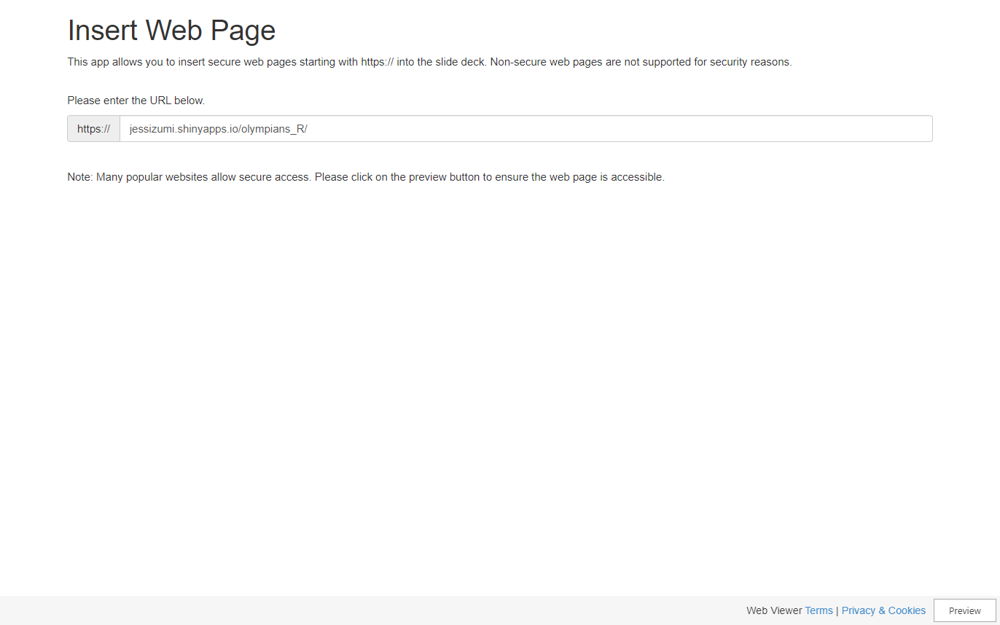 Insert Web Page
This app allows you to insert secure web pages starting with https:// into the slide deck. Non-secure web pages are not supported for security reasons.
Please enter the URL below.
https:// jessizumi.shinyapps.io/olympians_R/
Note: Many popular websites allow secure access. Please click on the preview button to ensure the web page is accessible.
Web Viewer Terms | Privacy & Cookies Preview